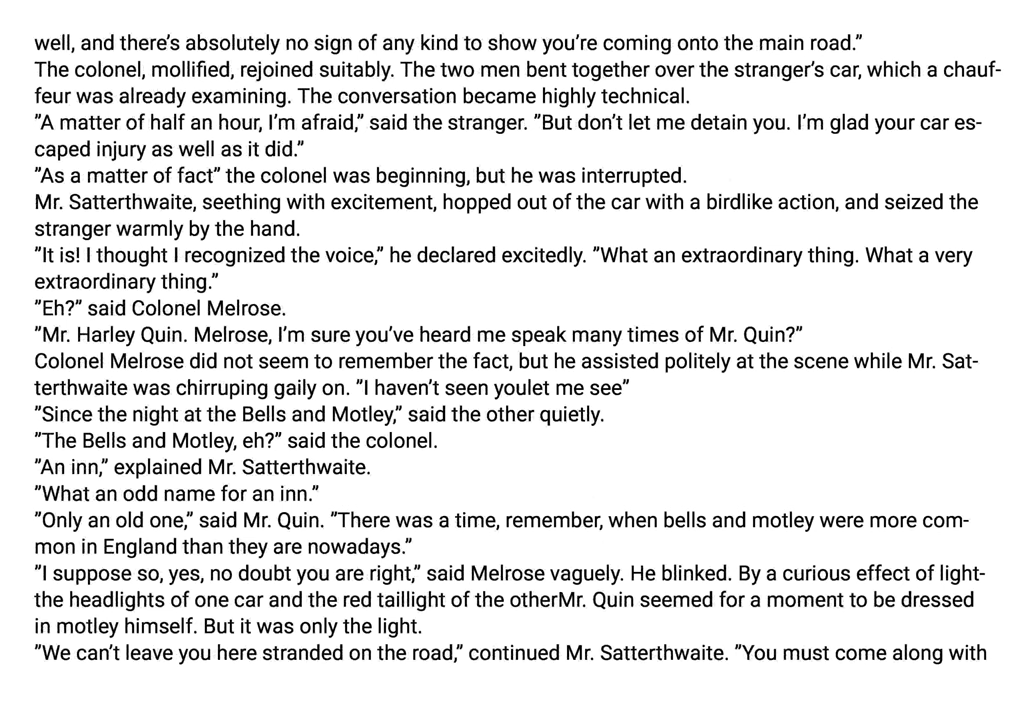 well, and there's absolutely no sign of any kind to show you're coming onto the main road."
The colonel, mollified, rejoined suitably. The two men bent together over the stranger's car, which a chauf-
feur was already examining. The conversation became highly technical.
"A matter of half an hour, I'm afraid," said the stranger. "But don't let me detain you. I'm glad your car es-
caped injury as well as it did."
"As a matter of fact" the colonel was beginning, but he was interrupted.
Mr. Satterthwaite, seething with excitement, hopped out of the car with a birdlike action, and seized the
stranger warmly by the hand.
"It is! I thought I recognized the voice," he declared excitedly. "What an extraordinary thing. What a very
extraordinary thing."
"Eh?" said Colonel Melrose.
"Mr. Harley Quin. Melrose, I'm sure you've heard me speak many times of Mr. Quin?"
Colonel Melrose did not seem to remember the fact, but he assisted politely at the scene while Mr. Sat-
terthwaite was chirruping gaily on. "I haven't seen youlet me see"
"Since the night at the Bells and Motley," said the other quietly.
"The Bells and Motley, eh?" said the colonel.
"An inn," explained Mr. Satterthwaite.
"What an odd name for an inn."
"Only an old one," said Mr. Quin. "There was a time, remember, when bells and motley were more com-
mon in England than they are nowadays."
"I suppose so, yes, no doubt you are right," said Melrose vaguely. He blinked. By a curious effect of light-
the headlights of one car and the red taillight of the otherMr. Quin seemed for a moment to be dressed
in motley himself. But it was only the light.
"We can't leave you here stranded on the road," continued Mr. Satterthwaite. "You must come along with